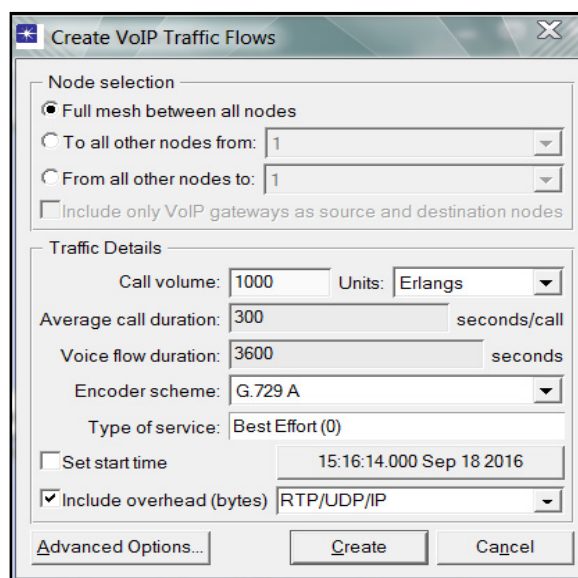 Create VoIP Traffic Flows
Node selection
Full mesh between all nodes
To all other nodes from: 1
From all other nodes to: 1
Include only VoIP gateways as source and destination nodes
Traffic Details
Call volume: 1000 Units: Erlangs
Average call duration: 300 seconds/call
Voice flow duration: 3600 seconds
Encoder scheme: G.729 A
Type of service: Best Effort (0)
Set start time 15:16:14.000 Sep 18 2016
Include overhead (bytes) RTP/UDP/IP
Advanced Options... Create Cancel